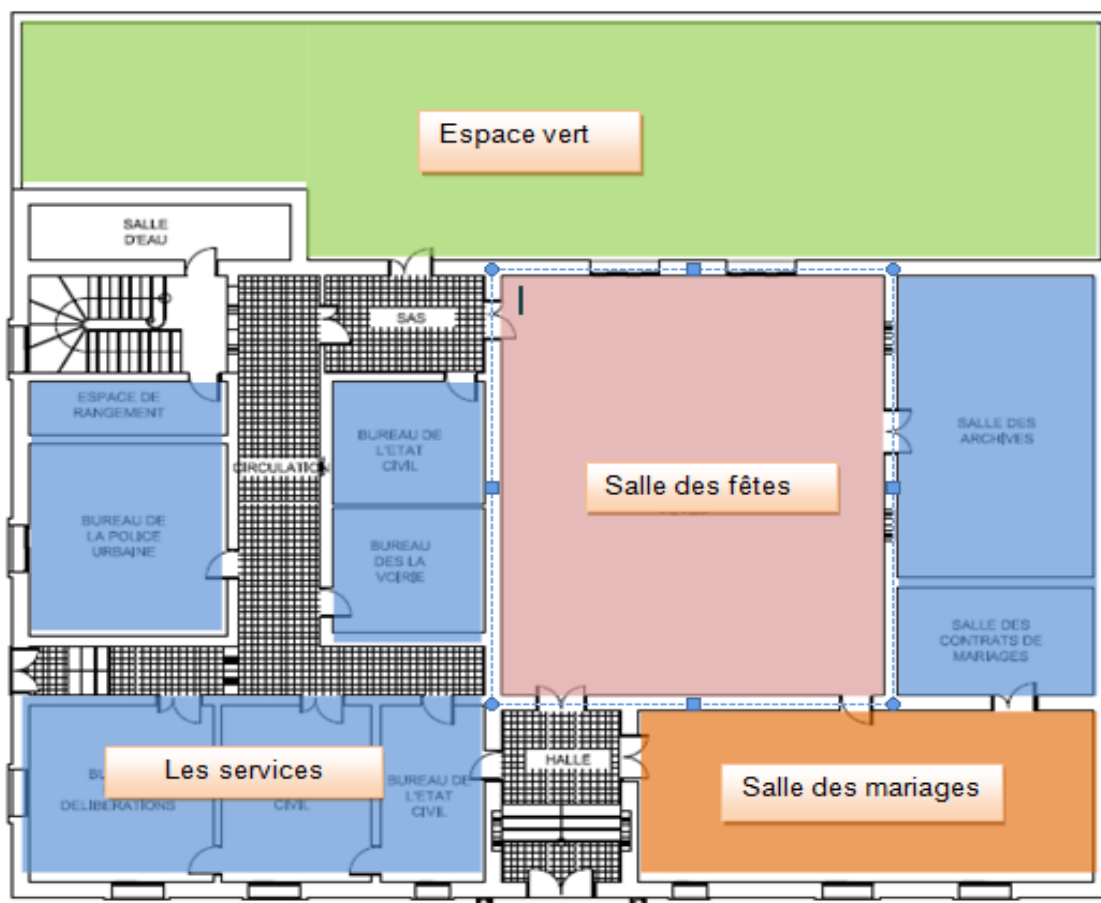 Espace vert
SALLE
D'EAU
SAS
ESPACE DE
RANGEMENT
BUREAU DE
L'ETAT
CIVIL
SALLE DES
ARCHIVES
CIRCULATION
Salle des fêtes
BUREAU DE
LA POLICE
URBAINE
BUREAU
DES LA
VOIRIE
SALLE DES
CONTRATS DE
MARIAGES
Les services
DELIBERATIONS
CIVIL
BUREAU DE
L'ETAT
CIVIL
HALLE
Salle des mariages